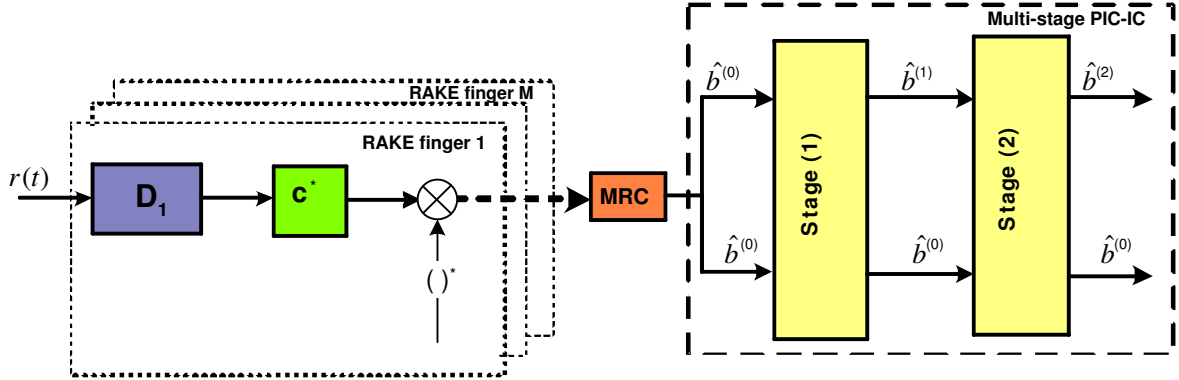 Multi-stage PIC-IC
RAKE finger M
RAKE finger 1
r(t)
D₁
c*
( )*
MRC
b̂⁽⁰⁾
b̂⁽⁰⁾
Stage (1)
b̂⁽¹⁾
b̂⁽⁰⁾
Stage (2)
b̂⁽²⁾
b̂⁽⁰⁾